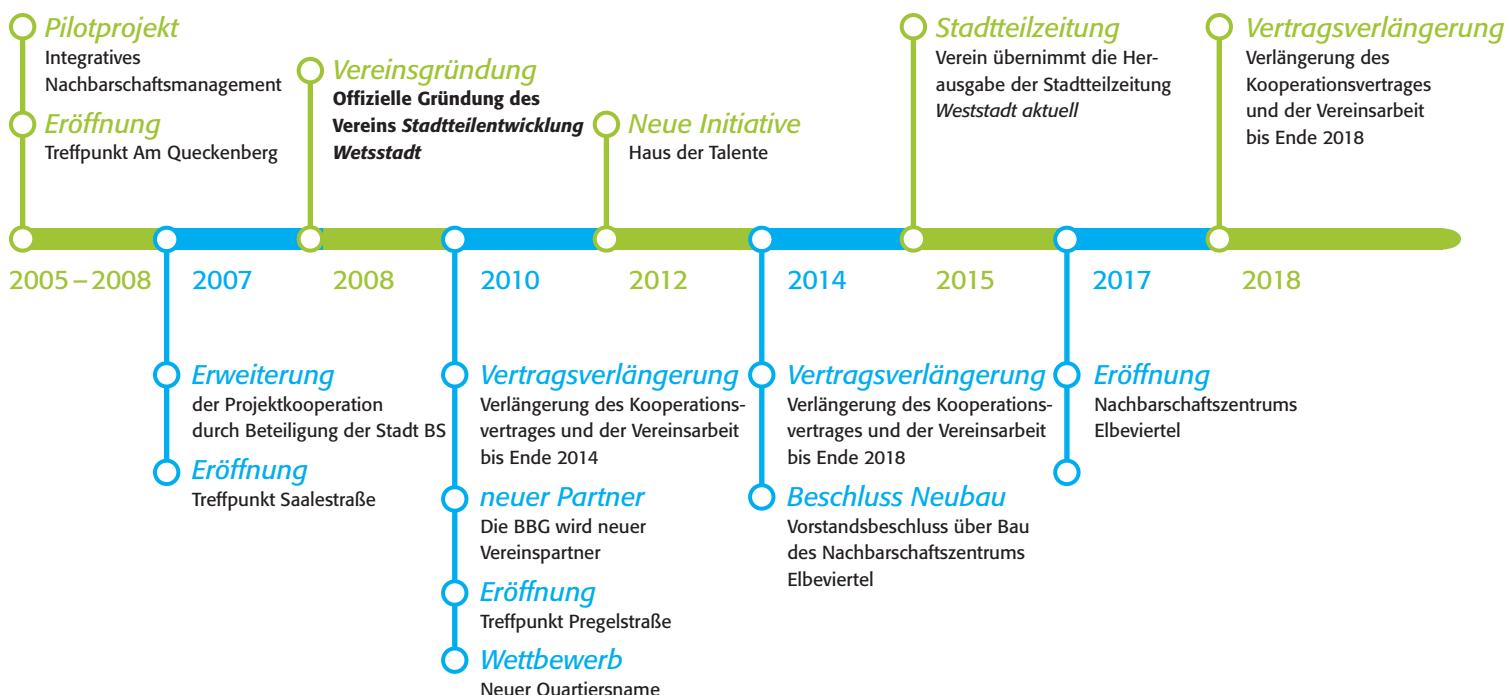 Pilotprojekt
Integratives
Nachbarschaftsmanagement
Eröffnung
Treffpunkt Am Queckenberg
Vereinsgründung
Offizielle Gründung des
Vereins Stadtteilentwicklung
Wetsstadt
Neue Initiative
Haus der Talente
Stadtteilzeitung
Verein übernimmt die Her-
ausgabe der Stadtteilzeitung
Weststadt aktuell
Vertragsverlängerung
Verlängerung des
Kooperationsvertrages
und der Vereinsarbeit
bis Ende 2018
2005 – 2008
2007
2008
2010
2012
2014
2015
2017
2018
Erweiterung
der Projektkooperation
durch Beteiligung der Stadt BS
Eröffnung
Treffpunkt Saalestraße
Vertragsverlängerung
Verlängerung des Kooperations-
vertrages und der Vereinsarbeit
bis Ende 2014
neuer Partner
Die BBG wird neuer
Vereinspartner
Eröffnung
Treffpunkt Pregelstraße
Wettbewerb
Neuer Quartiersname
Vertragsverlängerung
Verlängerung des Kooperations-
vertrages und der Vereinsarbeit
bis Ende 2018
Beschluss Neubau
Vorstandsbeschluss über Bau
des Nachbarschaftszentrums
Elbeviertel
Eröffnung
Nachbarschaftszentrums
Elbeviertel